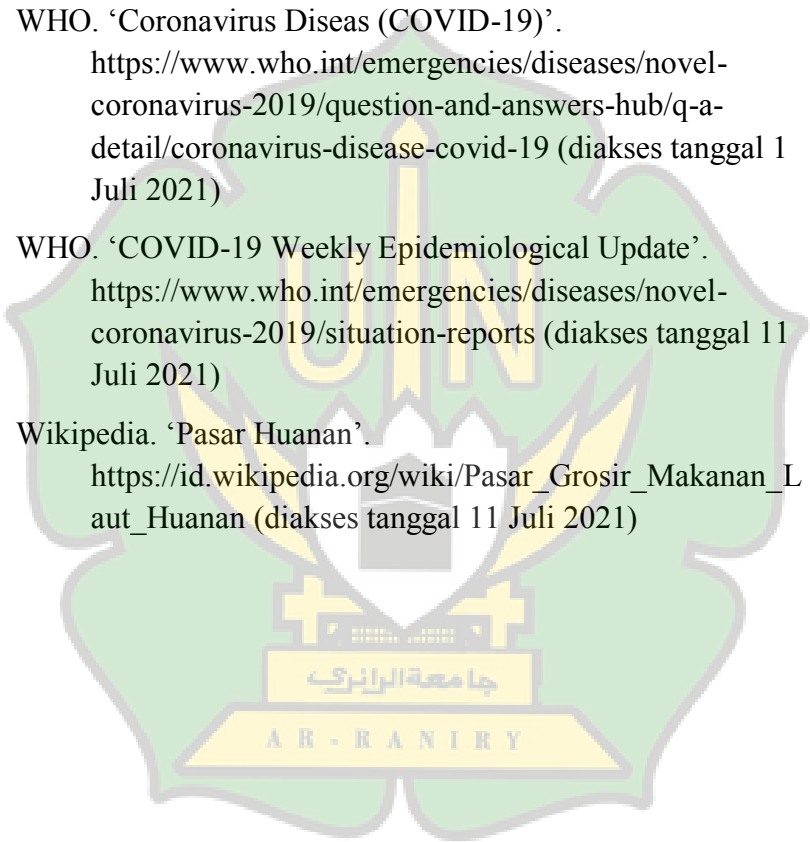 WHO. ‘Coronavirus Diseas (COVID-19)’.
https://www.who.int/emergencies/diseases/novel-
coronavirus-2019/question-and-answers-hub/q-a-
detail/coronavirus-disease-covid-19 (diakses tanggal 1
Juli 2021)
WHO. ‘COVID-19 Weekly Epidemiological Update’.
https://www.who.int/emergencies/diseases/novel-
coronavirus-2019/situation-reports (diakses tanggal 11
Juli 2021)
UIN
Wikipedia. ‘Pasar Huanan’.
https://id.wikipedia.org/wiki/Pasar_Grosir_Makanan_L
aut_Huanan (diakses tanggal 11 Juli 2021)
جامعة الرانري
AR-RANIRY